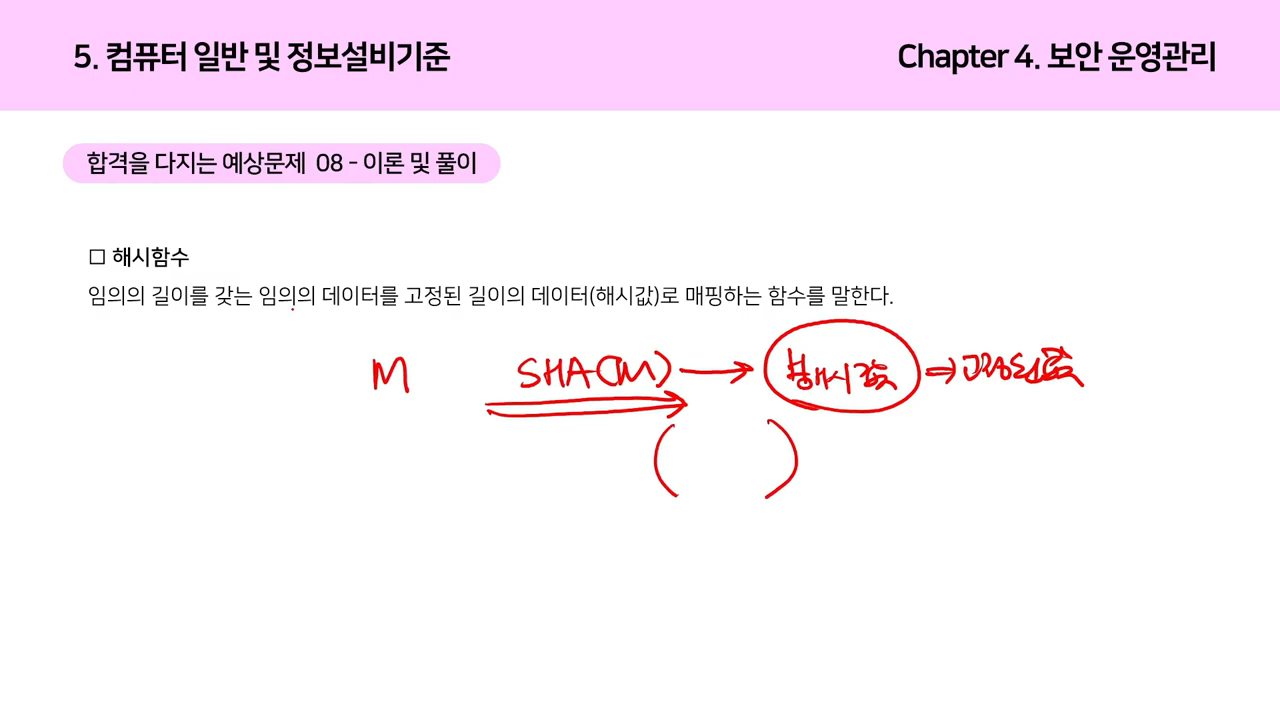 5. 컴퓨터 일반 및 정보설비기준
Chapter 4. 보안 운영관리
합격을 다지는 예상문제 08 - 이론 및 풀이
□ 해시함수
임의의 길이를 갖는 임의의 데이터를 고정된 길이의 데이터(해시값)로 매핑하는 함수를 말한다.
M SHA(M) → 해시값 ⇒ 고정된
( )